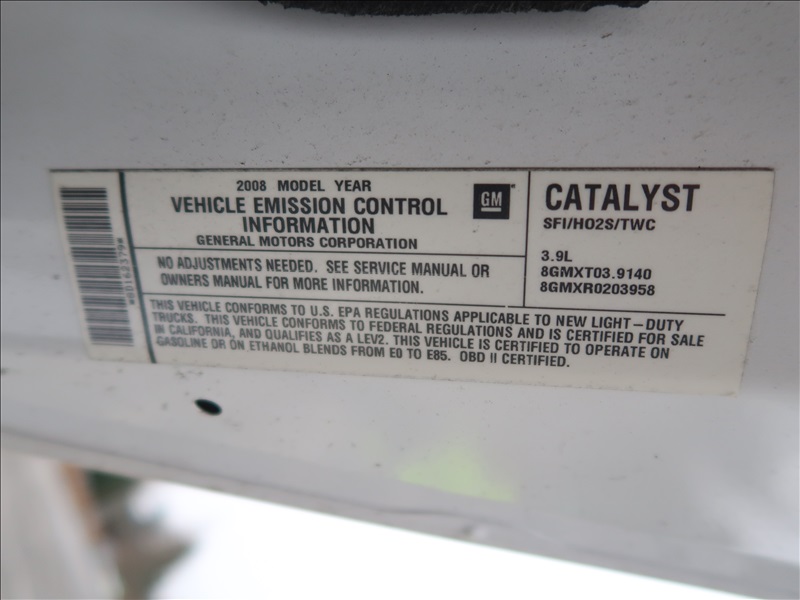 2008 MODEL YEAR
VEHICLE EMISSION CONTROL
INFORMATION
GENERAL MOTORS CORPORATION
GM
NO ADJUSTMENTS NEEDED. SEE SERVICE MANUAL OR
OWNERS MANUAL FOR MORE INFORMATION.
CATALYST
SFI/HO2S/TWC
3.9L
8GMXT03.9140
8GMXR0203958
THIS VEHICLE CONFORMS TO U.S. EPA REGULATIONS APPLICABLE TO NEW LIGHT-DUTY
TRUCKS. THIS VEHICLE CONFORMS TO FEDERAL REGULATIONS AND IS CERTIFIED FOR SALE
IN CALIFORNIA, AND QUALIFIES AS A LEV2. THIS VEHICLE IS CERTIFIED TO OPERATE ON
GASOLINE OR ON ETHANOL BLENDS FROM E0 TO E85. OBD II CERTIFIED.